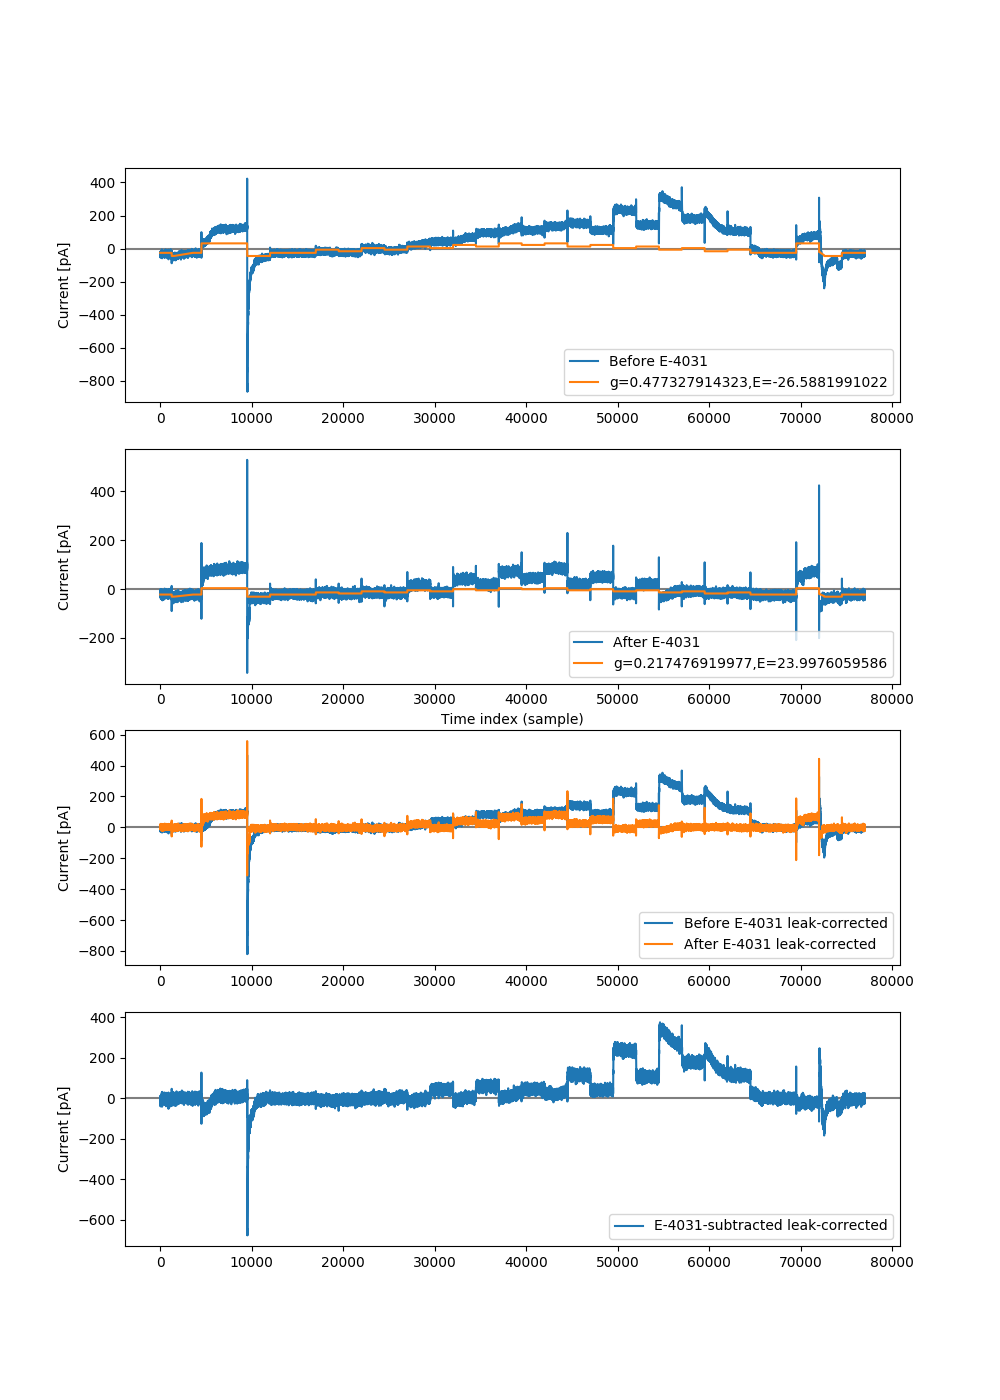 400
200
0
−200
−400
−600
−800
Current [pA]
Before E-4031
g=0.477327914323,E=-26.5881991022
0 10000 20000 30000 40000 50000 60000 70000 80000
400
200
0
−200
Current [pA]
After E-4031
g=0.217476919977,E=23.9976059586
0 10000 20000 30000 40000 50000 60000 70000 80000
Time index (sample)
600
400
200
0
−200
−400
−600
−800
Current [pA]
Before E-4031 leak-corrected
After E-4031 leak-corrected
0 10000 20000 30000 40000 50000 60000 70000 80000
400
200
0
−200
−400
−600
Current [pA]
E-4031-subtracted leak-corrected
0 10000 20000 30000 40000 50000 60000 70000 80000